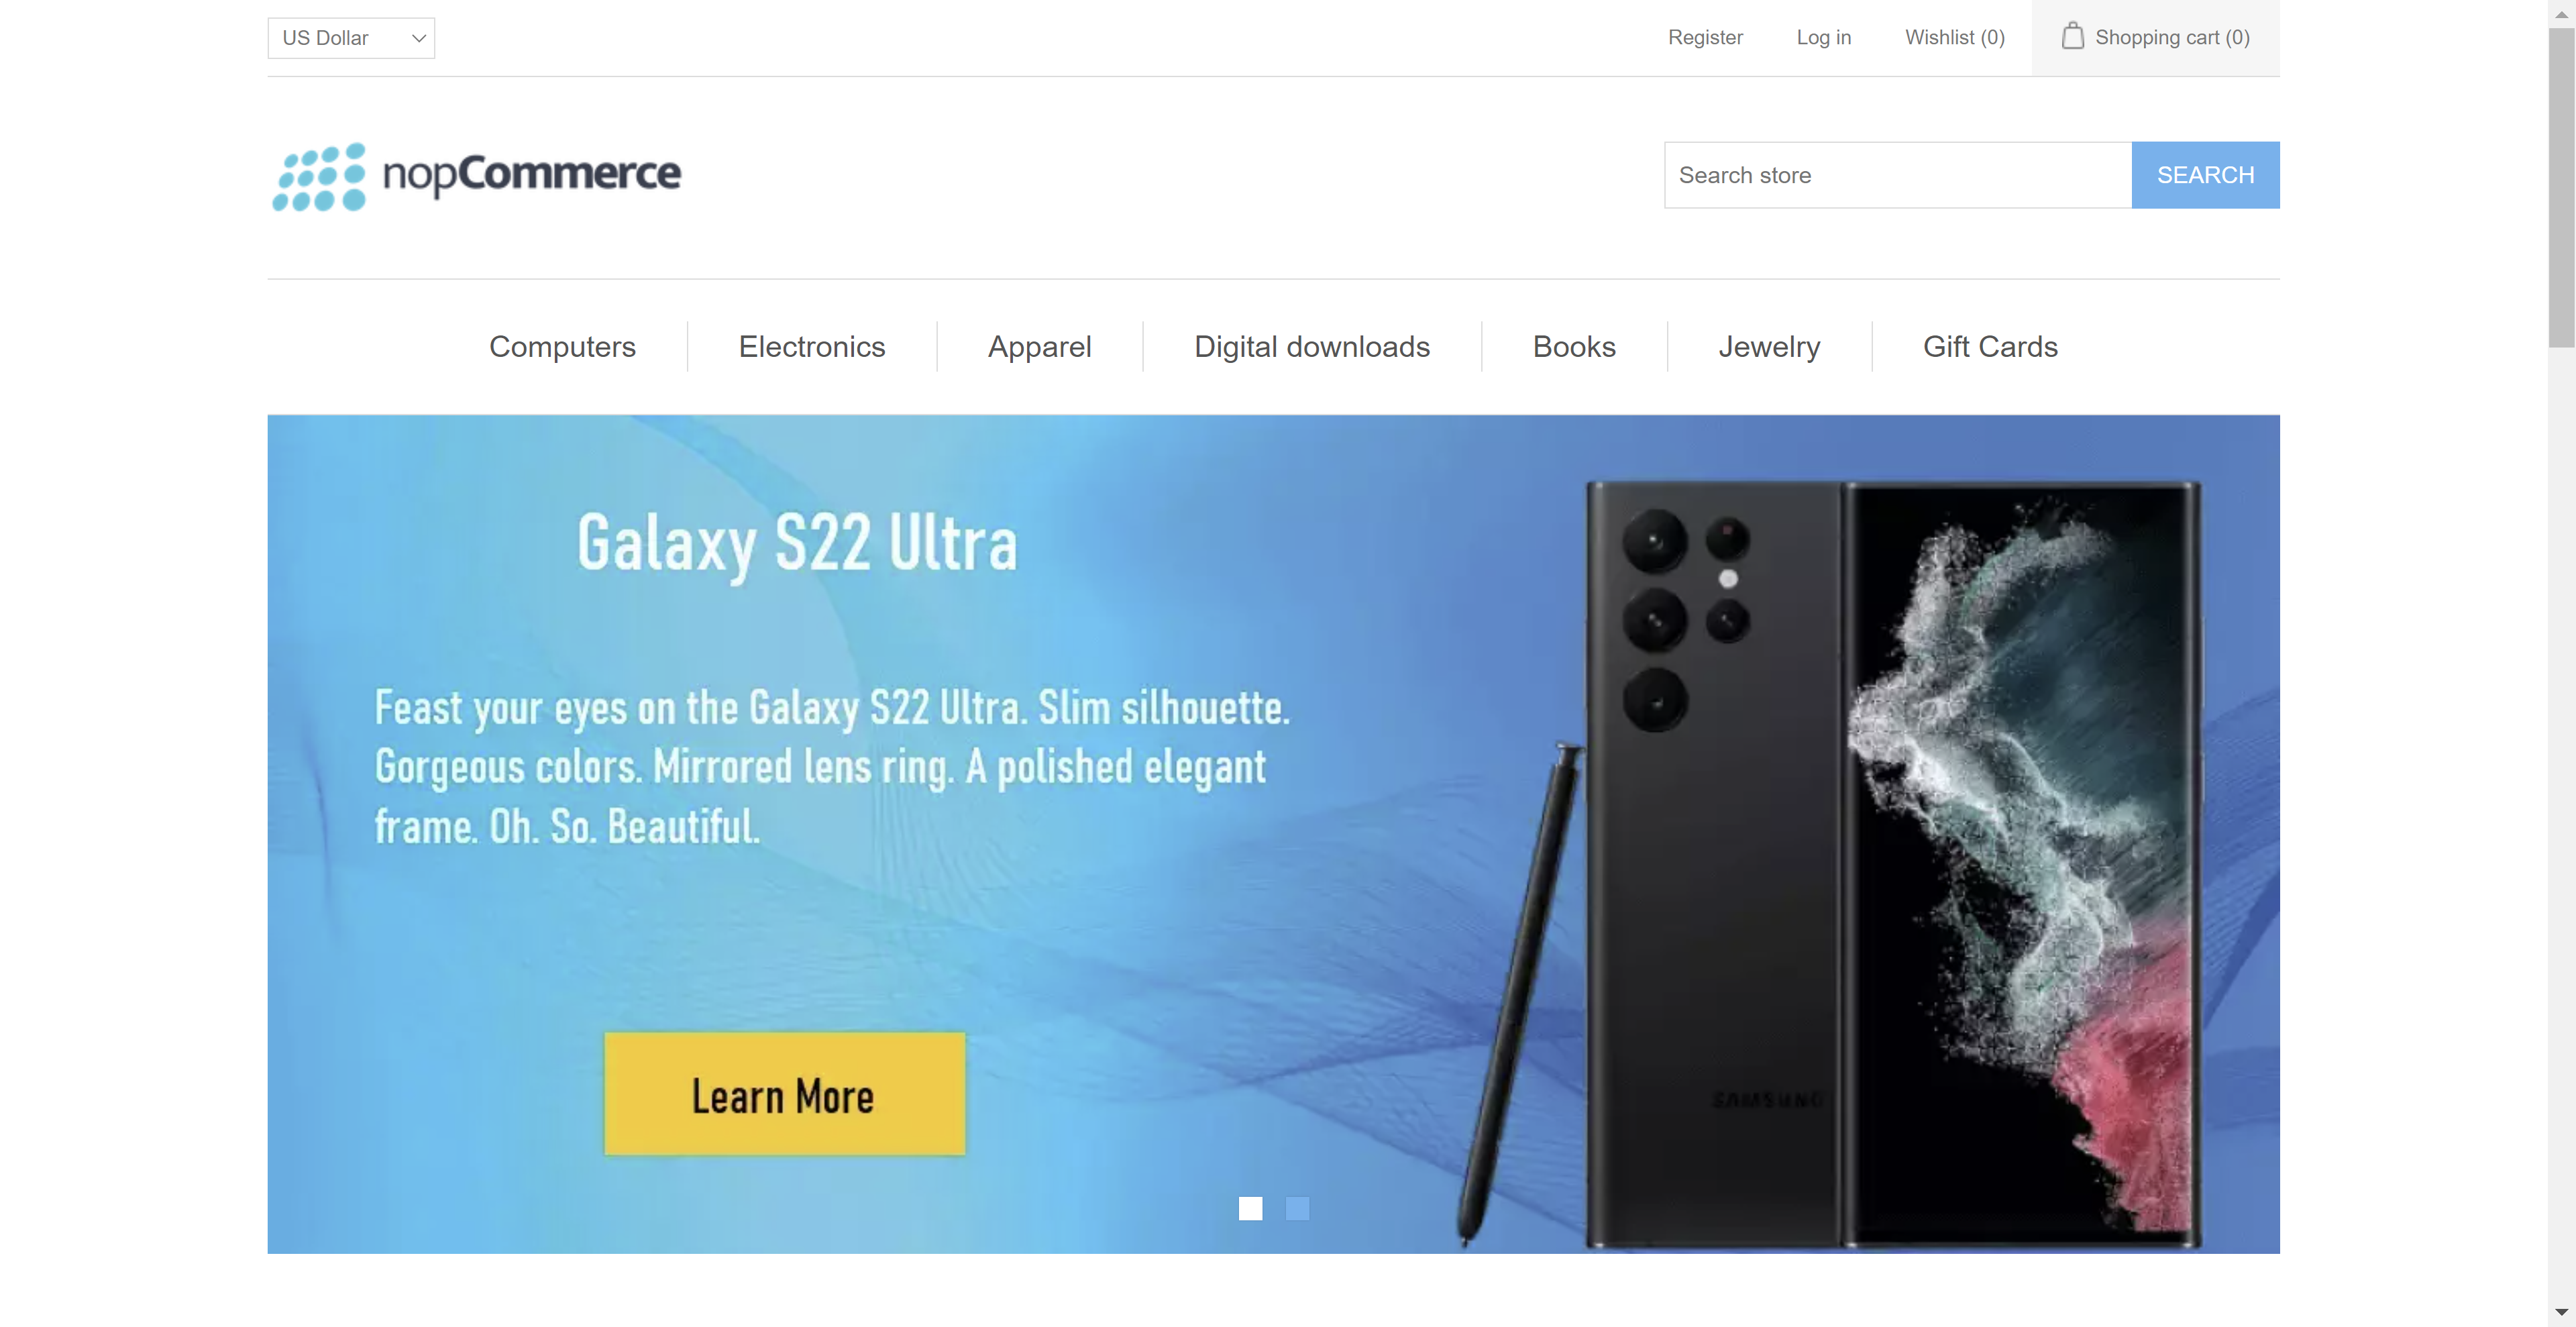 US Dollar
Register
Log in
Wishlist (0)
Shopping cart (0)
nopCommerce
Search store
SEARCH
Computers
Electronics
Apparel
Digital downloads
Books
Jewelry
Gift Cards
Galaxy S22 Ultra
Feast your eyes on the Galaxy S22 Ultra. Slim silhouette.
Gorgeous colors. Mirrored lens ring. A polished elegant
frame. Oh. So. Beautiful.
Learn More
SAMSUNG